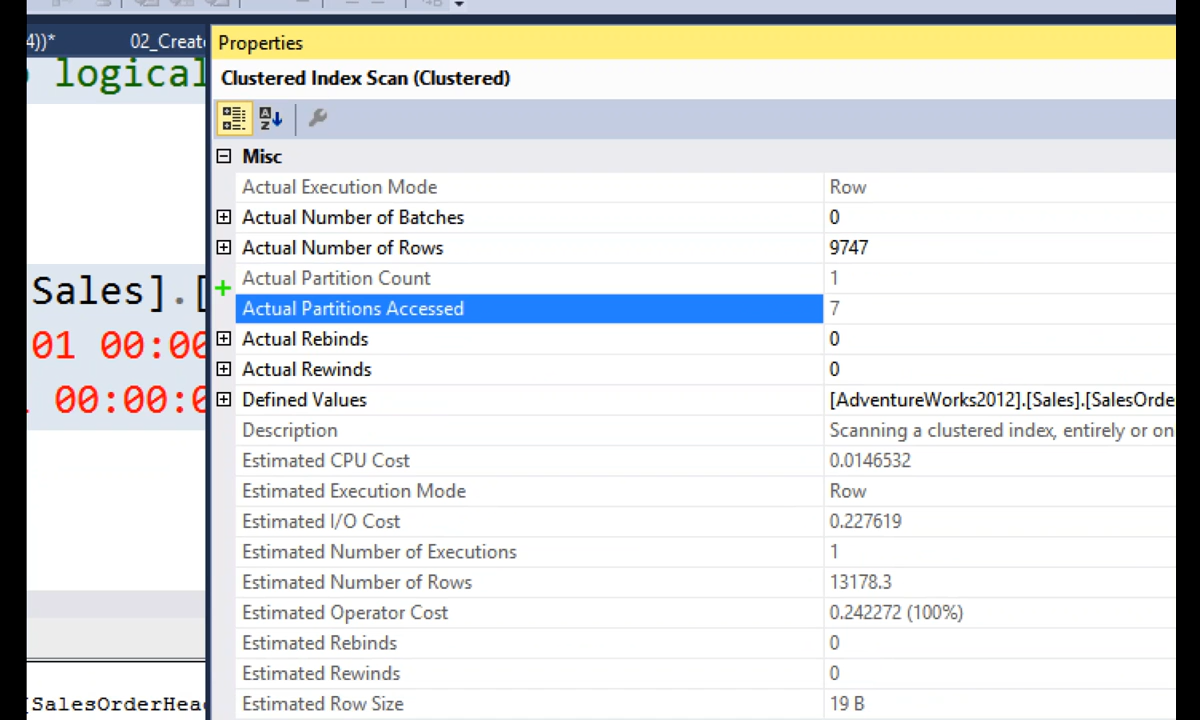 4))* 02_Creat
Properties
logical
Clustered Index Scan (Clustered)
Misc
Actual Execution Mode Row
Actual Number of Batches 0
Actual Number of Rows 9747
Actual Partition Count 1
Sales].[
Actual Partitions Accessed 7
Actual Rebinds 0
01 00:00
Actual Rewinds 0
00:00:0
Defined Values [AdventureWorks2012].[Sales].[SalesOrde
Description Scanning a clustered index, entirely or on
Estimated CPU Cost 0.0146532
Estimated Execution Mode Row
Estimated I/O Cost 0.227619
Estimated Number of Executions 1
Estimated Number of Rows 13178.3
Estimated Operator Cost 0.242272 (100%)
Estimated Rebinds 0
Estimated Rewinds 0
Estimated Row Size 19 B
[SalesOrderHea